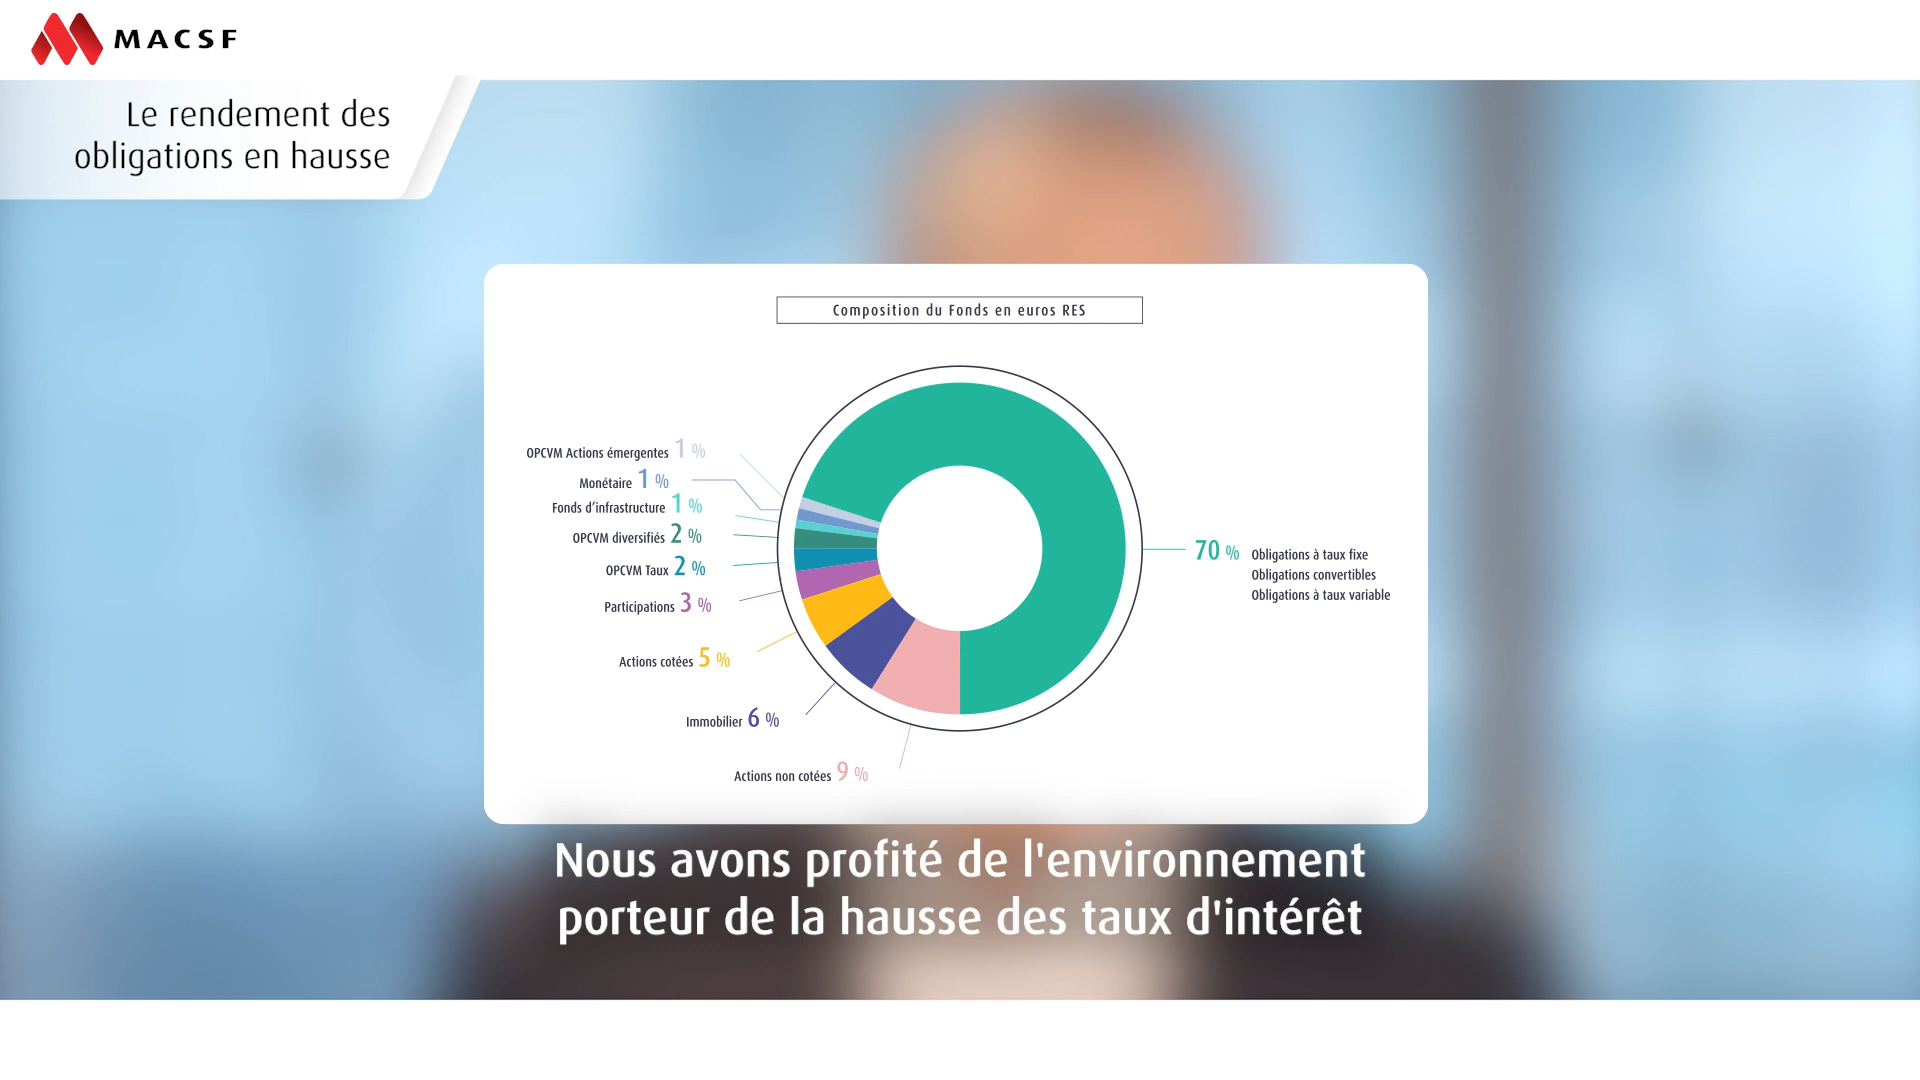 MACSF
Le rendement des
obligations en hausse
Composition du Fonds en euros RES
OPCVM Actions émergentes 1 %
Monétaire 1 %
Fonds d’infrastructure 1 %
OPCVM diversifiés 2 %
OPCVM Taux 2 %
Participations 3 %
Actions cotées 5 %
Immobilier 6 %
Actions non cotées 9 %
70 % Obligations à taux fixe
Obligations convertibles
Obligations à taux variable
Nous avons profité de l'environnement
porteur de la hausse des taux d'intérêt